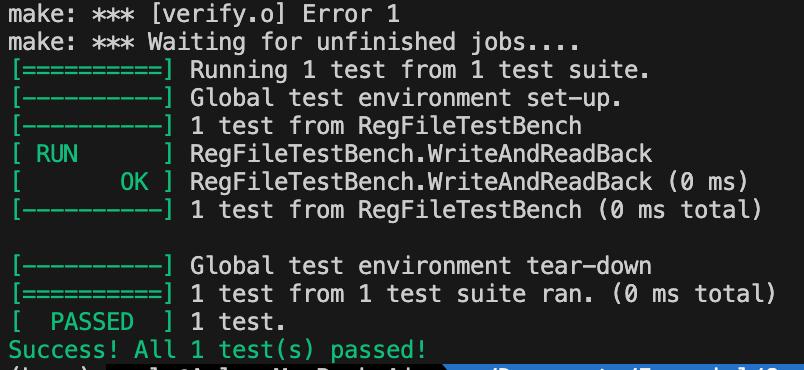 make: *** [verify.o] Error 1
make: *** Waiting for unfinished jobs....
[==========] Running 1 test from 1 test suite.
[----------] Global test environment set-up.
[----------] 1 test from RegFileTestBench
[ RUN      ] RegFileTestBench.WriteAndReadBack
[       OK ] RegFileTestBench.WriteAndReadBack (0 ms)
[----------] 1 test from RegFileTestBench (0 ms total)

[----------] Global test environment tear-down
[==========] 1 test from 1 test suite ran. (0 ms total)
[  PASSED  ] 1 test.
Success! All 1 test(s) passed!